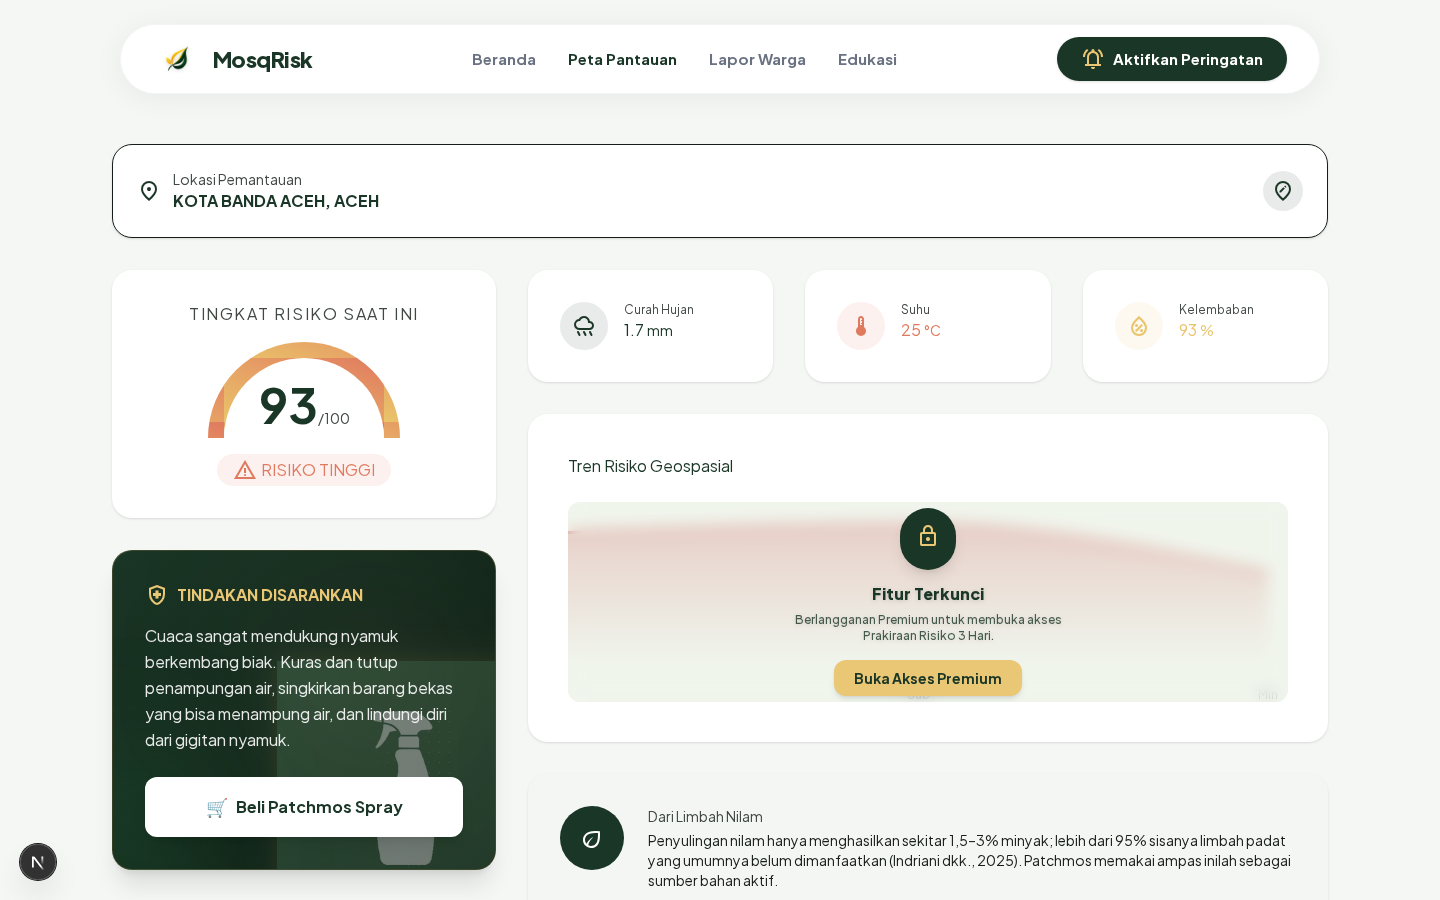 MosqRisk
Beranda
Peta Pantauan
Lapor Warga
Edukasi
Aktifkan Peringatan
Lokasi Pemantauan
KOTA BANDA ACEH, ACEH
TINGKAT RISIKO SAAT INI
93/100
RISIKO TINGGI
Curah Hujan
1.7 mm
Suhu
25 °C
Kelembaban
93 %
Tren Risiko Geospasial
Fitur Terkunci
Berlangganan Premium untuk membuka akses
Prakiraan Risiko 3 Hari.
Buka Akses Premium
TINDAKAN DISARANKAN
Cuaca sangat mendukung nyamuk
berkembang biak. Kuras dan tutup
penampungan air, singkirkan barang bekas
yang bisa menampung air, dan lindungi diri
dari gigitan nyamuk.
Beli Patchmos Spray
Dari Limbah Nilam
Penyulingan nilam hanya menghasilkan sekitar 1,5–3% minyak; lebih dari 95% sisanya limbah padat
yang umumnya belum dimanfaatkan (Indriani dkk., 2025). Patchmos memakai ampas inilah sebagai
sumber bahan aktif.
N